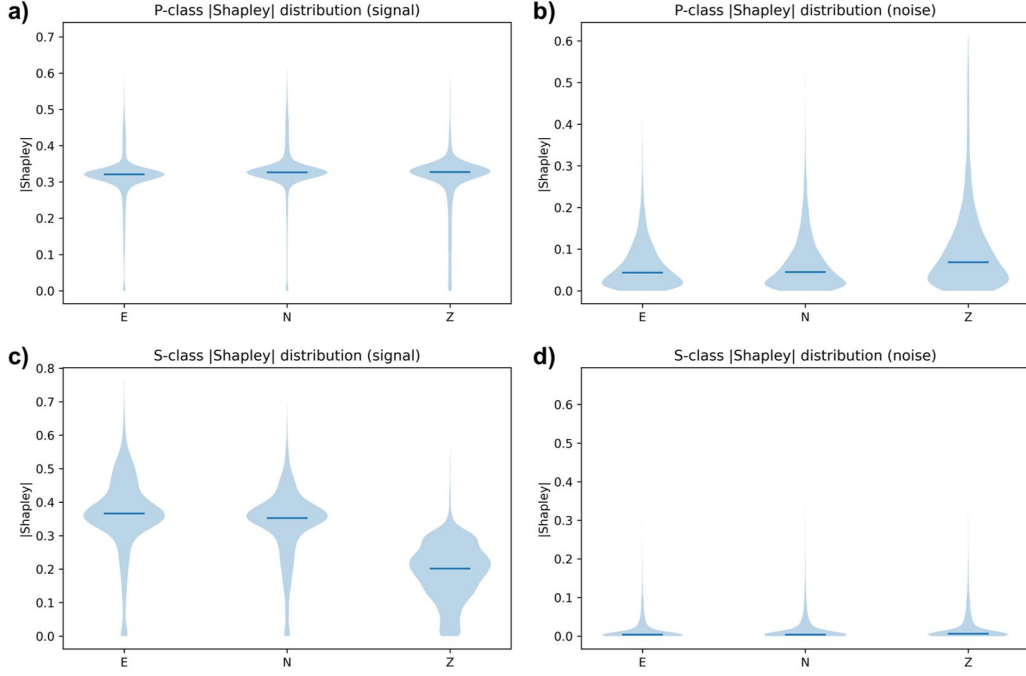 a)
P-class |Shapley| distribution (signal)
0.7
0.6
0.5
0.4
0.3
0.2
0.1
0.0
|Shapley|
E N Z
b)
P-class |Shapley| distribution (noise)
0.6
0.5
0.4
0.3
0.2
0.1
0.0
|Shapley|
E N Z
c)
S-class |Shapley| distribution (signal)
0.8
0.7
0.6
0.5
0.4
0.3
0.2
0.1
0.0
|Shapley|
E N Z
d)
S-class |Shapley| distribution (noise)
0.6
0.5
0.4
0.3
0.2
0.1
0.0
|Shapley|
E N Z